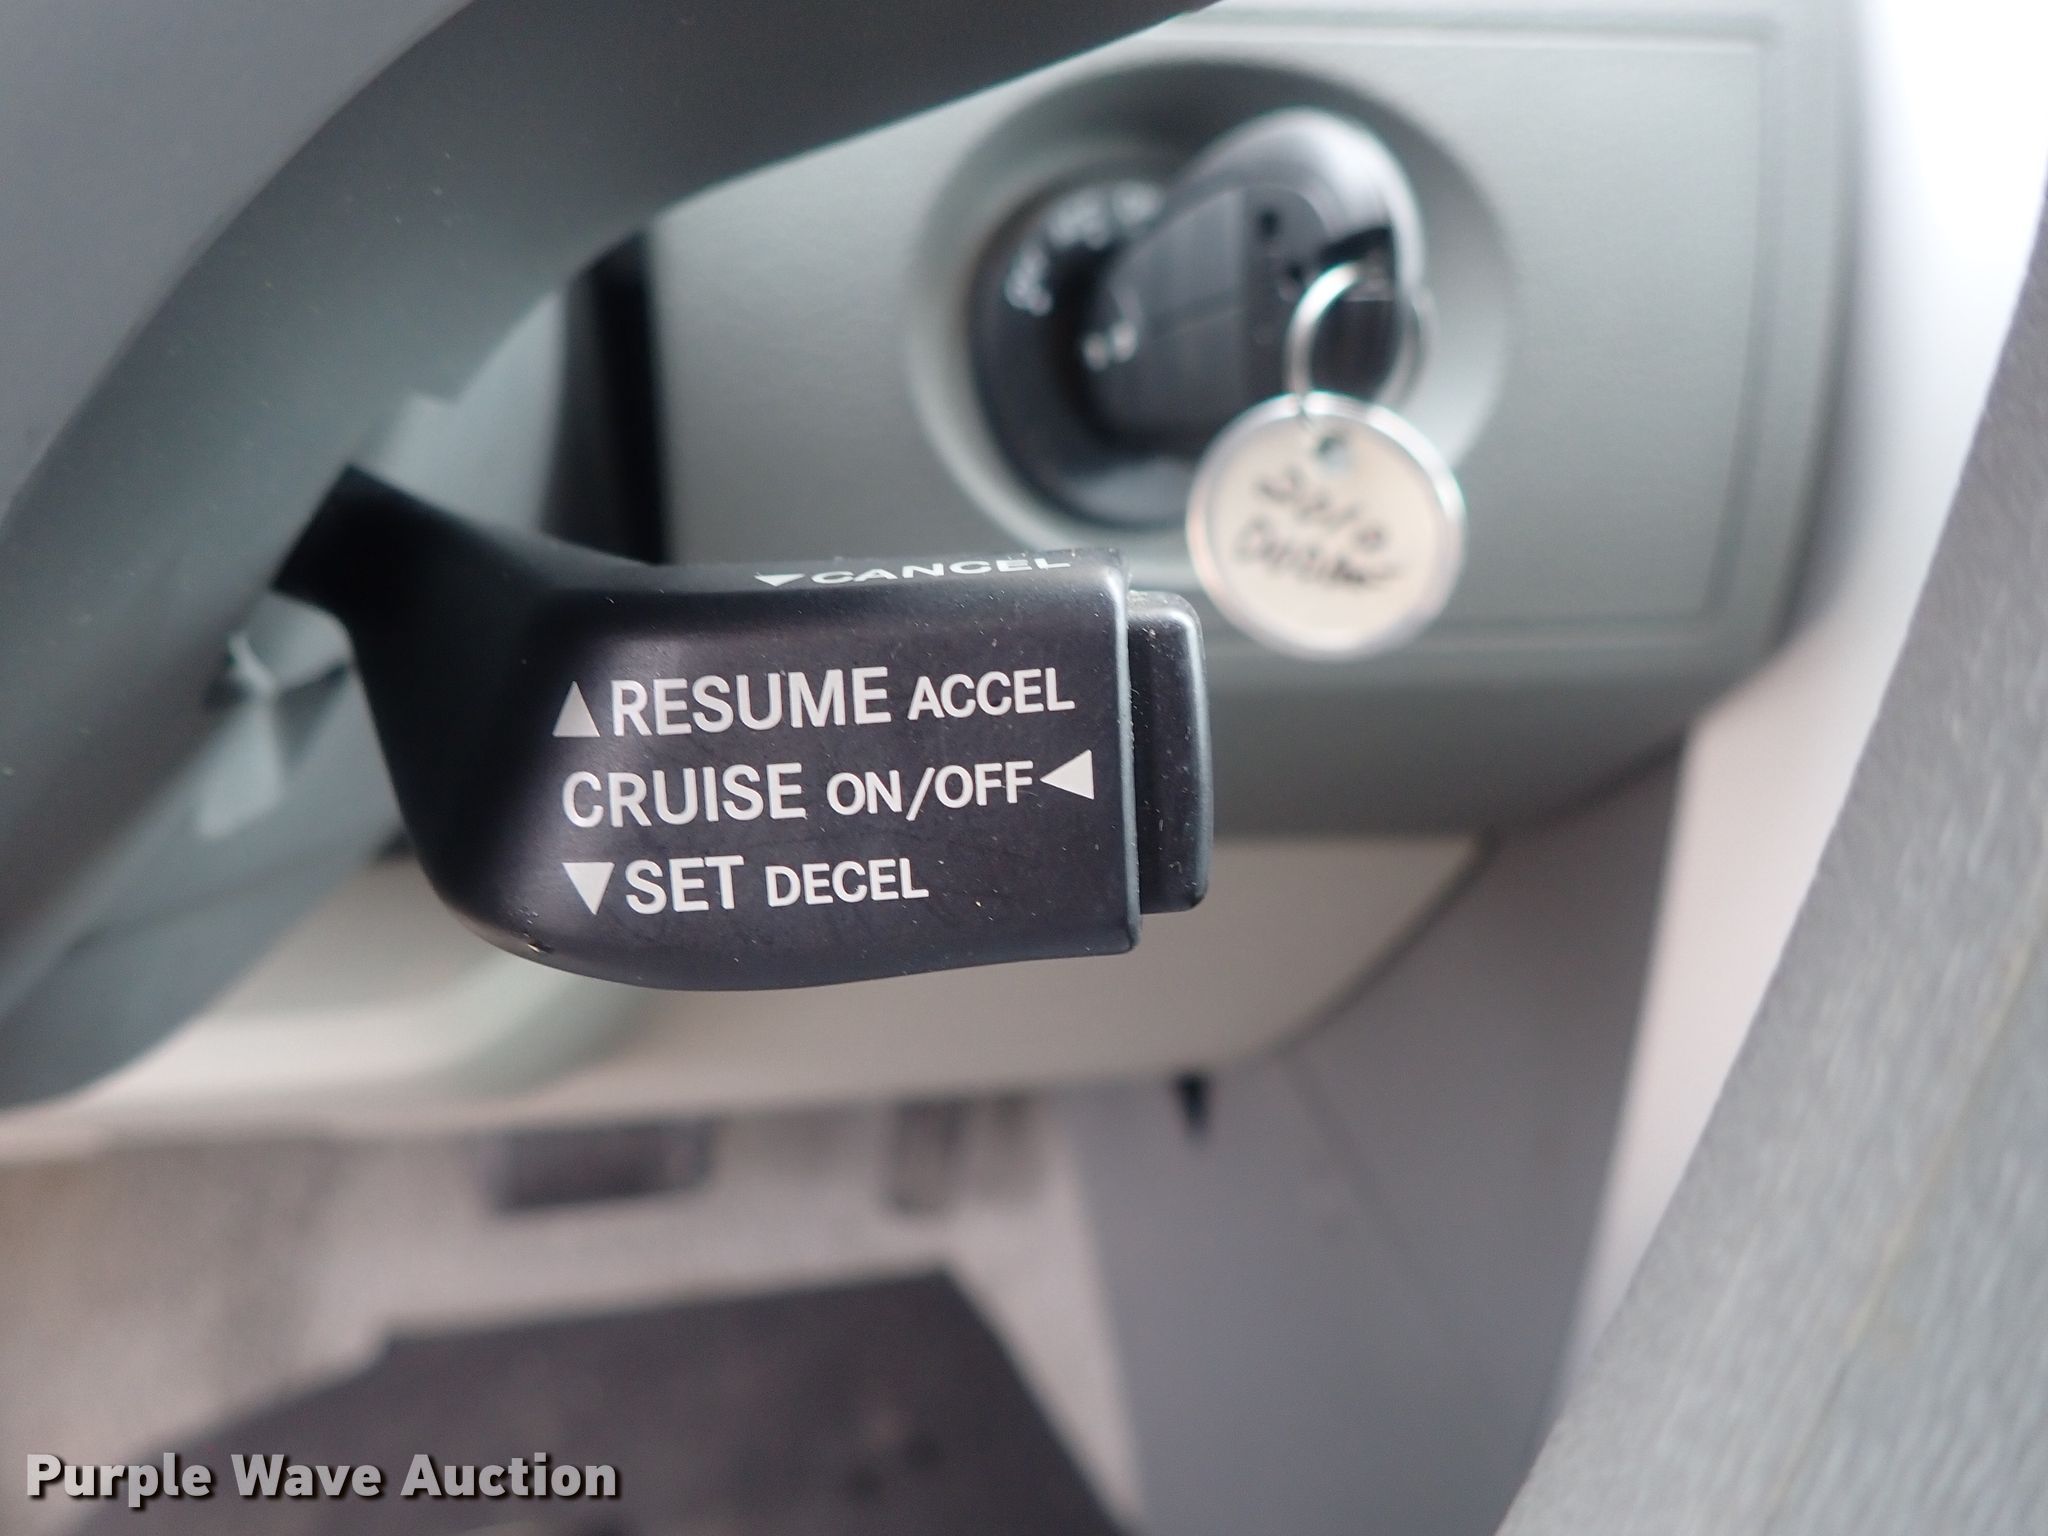 ▼CANCEL
▲RESUME ACCEL
CRUISE ON/OFF◀
▼SET DECEL
Purple Wave Auction